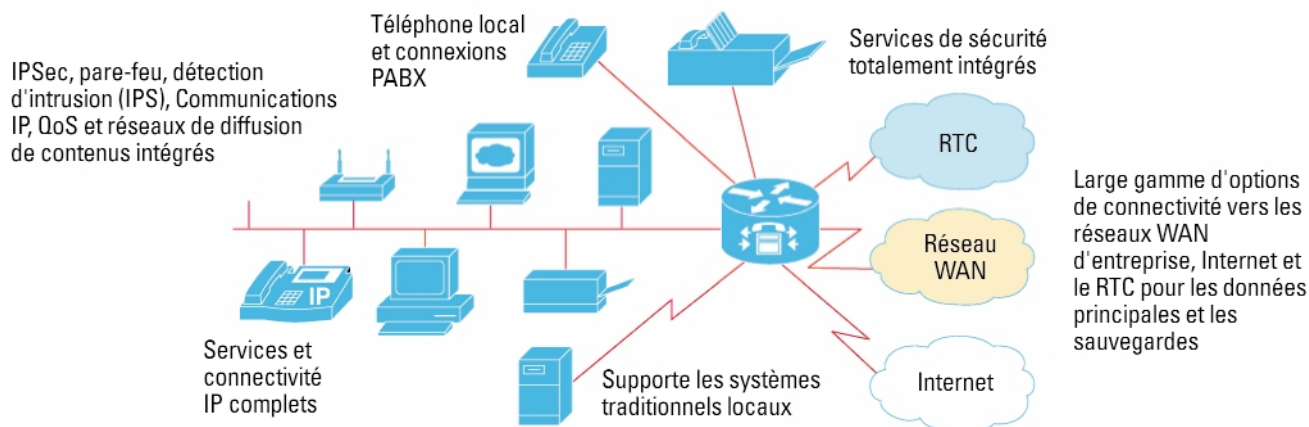 IPSec, pare-feu, détection
d'intrusion (IPS), Communications
IP, QoS et réseaux de diffusion
de contenus intégrés
Téléphone local
et connexions
PABX
Services de sécurité
totalement intégrés
RTC
Réseau
WAN
Internet
Large gamme d'options
de connectivité vers les
réseaux WAN
d'entreprise, Internet et
le RTC pour les données
principales et les
sauvegardes
IP
Services et
connectivité
IP complets
Supporte les systèmes
traditionnels locaux